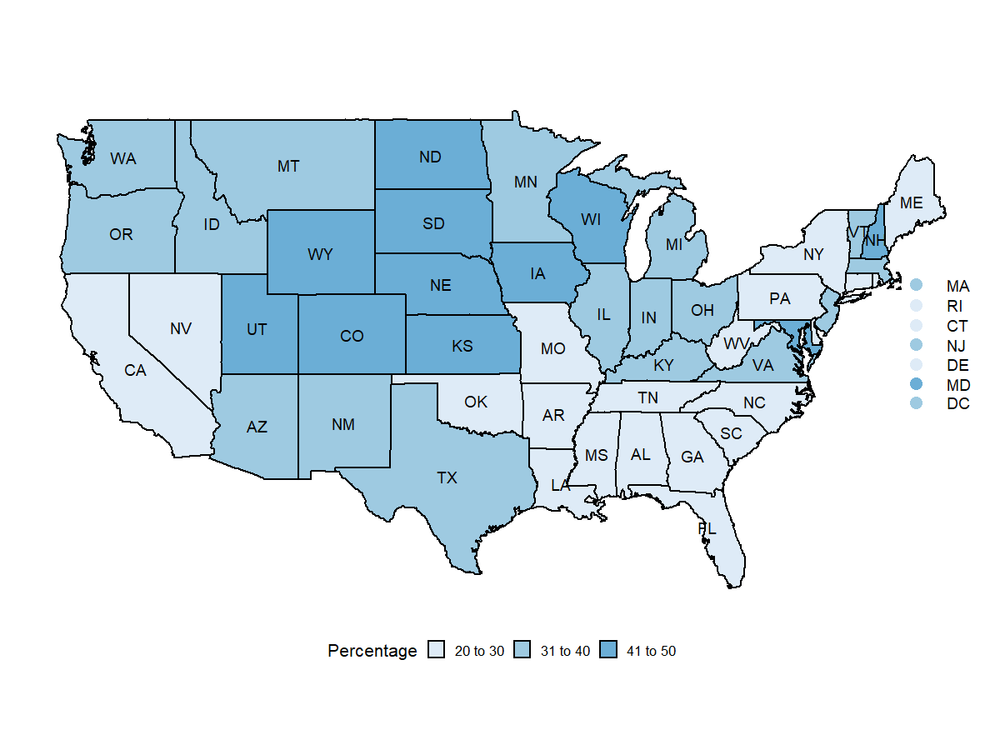 WA
MT
ND
MN
OR
ID
SD
WI
MI
ME
VT
NH
NY
WY
NE
IA
PA
MA
RI
CT
NJ
DE
MD
DC
NV
UT
CO
KS
MO
IL
IN
OH
WV
VA
KY
CA
AZ
NM
OK
AR
TN
NC
SC
TX
LA
MS
AL
GA
FL
Percentage 20 to 30 31 to 40 41 to 50